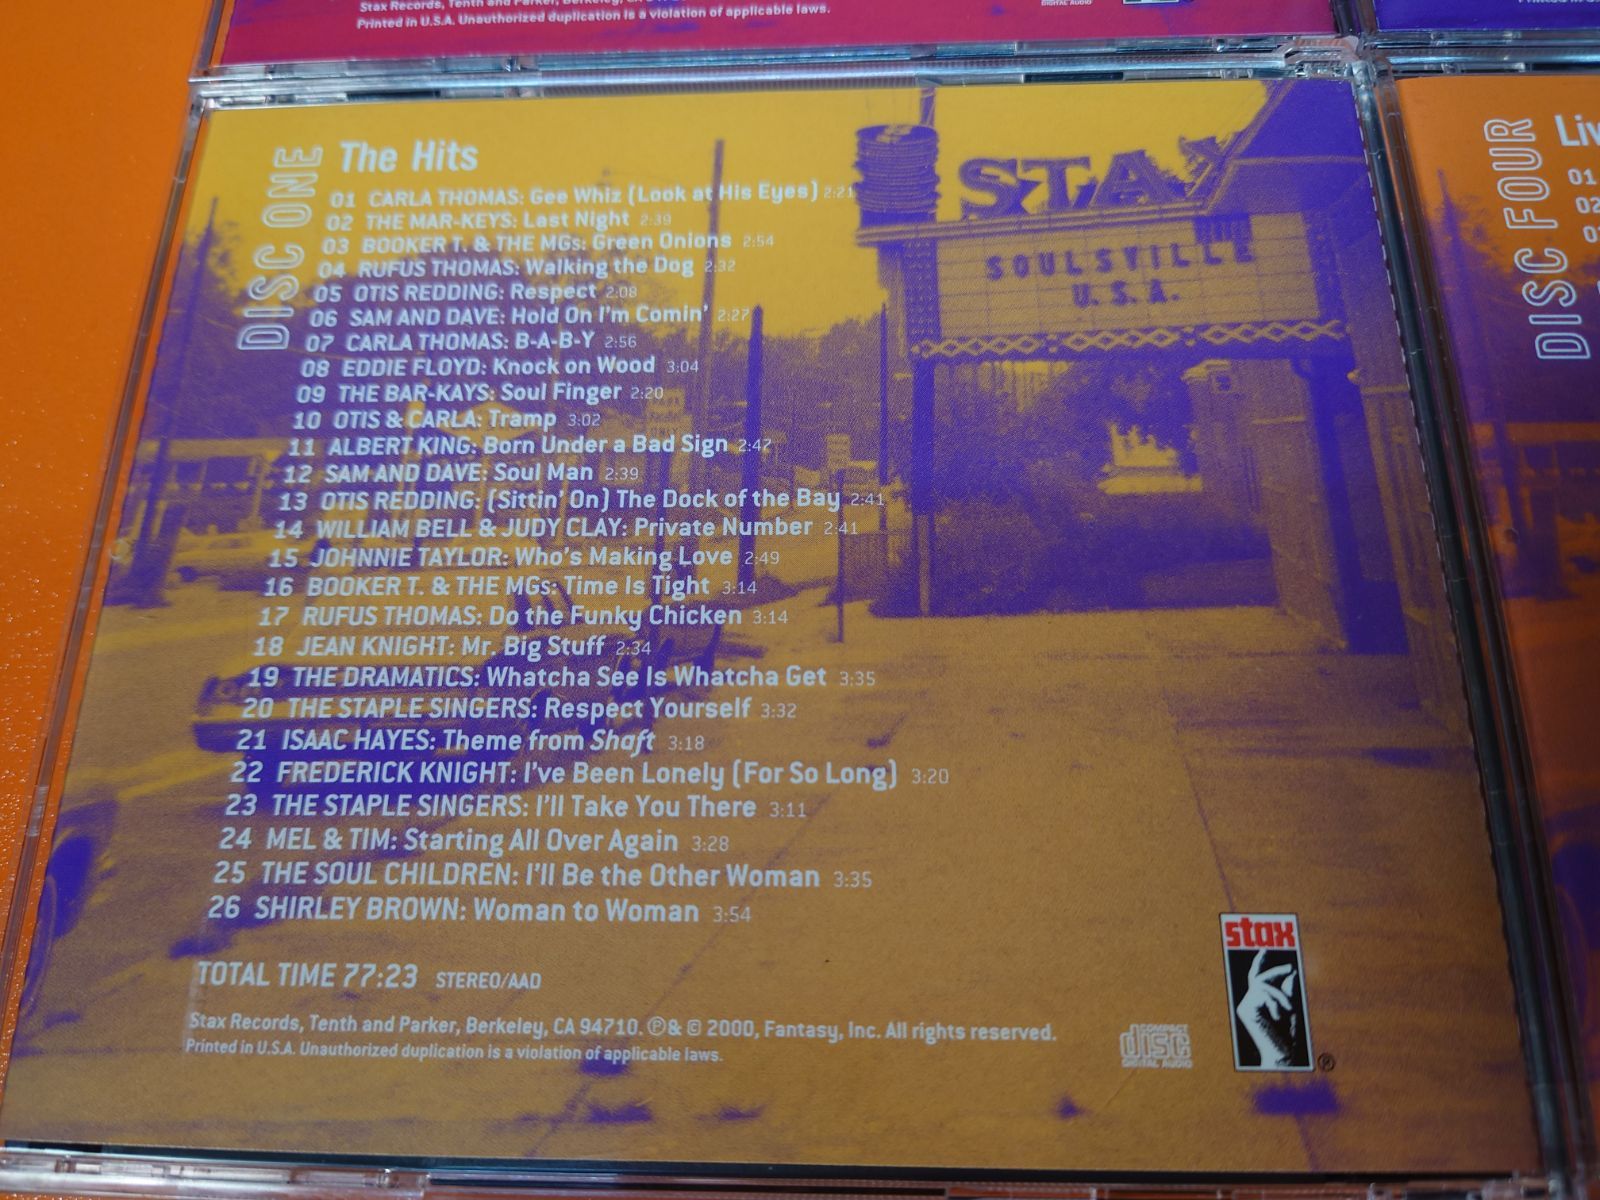 Stax Records, Tenth and Parker, Berkeley,
Printed in U.S.A. Unauthorized duplication is a violation of applicable laws.
DIGITAL AUDIO
DISC ONE
The Hits
01 CARLA THOMAS: Gee Whiz (Look at His Eyes) 2:21
02 THE MAR-KEYS: Last Night 2:39
03 BOOKER T. & THE MGs: Green Onions 2:54
04 RUFUS THOMAS: Walking the Dog 2:32
05 OTIS REDDING: Respect 2:08
06 SAM AND DAVE: Hold On I'm Comin' 2:27
07 CARLA THOMAS: B-A-B-Y 2:56
08 EDDIE FLOYD: Knock on Wood 3:04
09 THE BAR-KAYS: Soul Finger 2:20
10 OTIS & CARLA: Tramp 3:02
11 ALBERT KING: Born Under a Bad Sign 2:47
12 SAM AND DAVE: Soul Man 2:39
13 OTIS REDDING: (Sittin' On) The Dock of the Bay 2:41
14 WILLIAM BELL & JUDY CLAY: Private Number 2:41
15 JOHNNIE TAYLOR: Who's Making Love 2:49
16 BOOKER T. & THE MGs: Time Is Tight 3:14
17 RUFUS THOMAS: Do the Funky Chicken 3:14
18 JEAN KNIGHT: Mr. Big Stuff 2:34
19 THE DRAMATICS: Whatcha See Is Whatcha Get 3:35
20 THE STAPLE SINGERS: Respect Yourself 3:32
21 ISAAC HAYES: Theme from Shaft 3:18
22 FREDERICK KNIGHT: I've Been Lonely (For So Long) 3:20
23 THE STAPLE SINGERS: I'll Take You There 3:11
24 MEL & TIM: Starting All Over Again 3:28
25 THE SOUL CHILDREN: I'll Be the Other Woman 3:35
26 SHIRLEY BROWN: Woman to Woman 3:54
TOTAL TIME 77:23 STEREO/AAD
Stax Records, Tenth and Parker, Berkeley, CA 94710. ℗& © 2000, Fantasy, Inc. All rights reserved.
Printed in U.S.A. Unauthorized duplication is a violation of applicable laws.
STAX
SOULSVILLE
U.S.A.
COMPACT
disc
DIGITAL AUDIO
stax
®
DISC FOUR
Liv
01
02